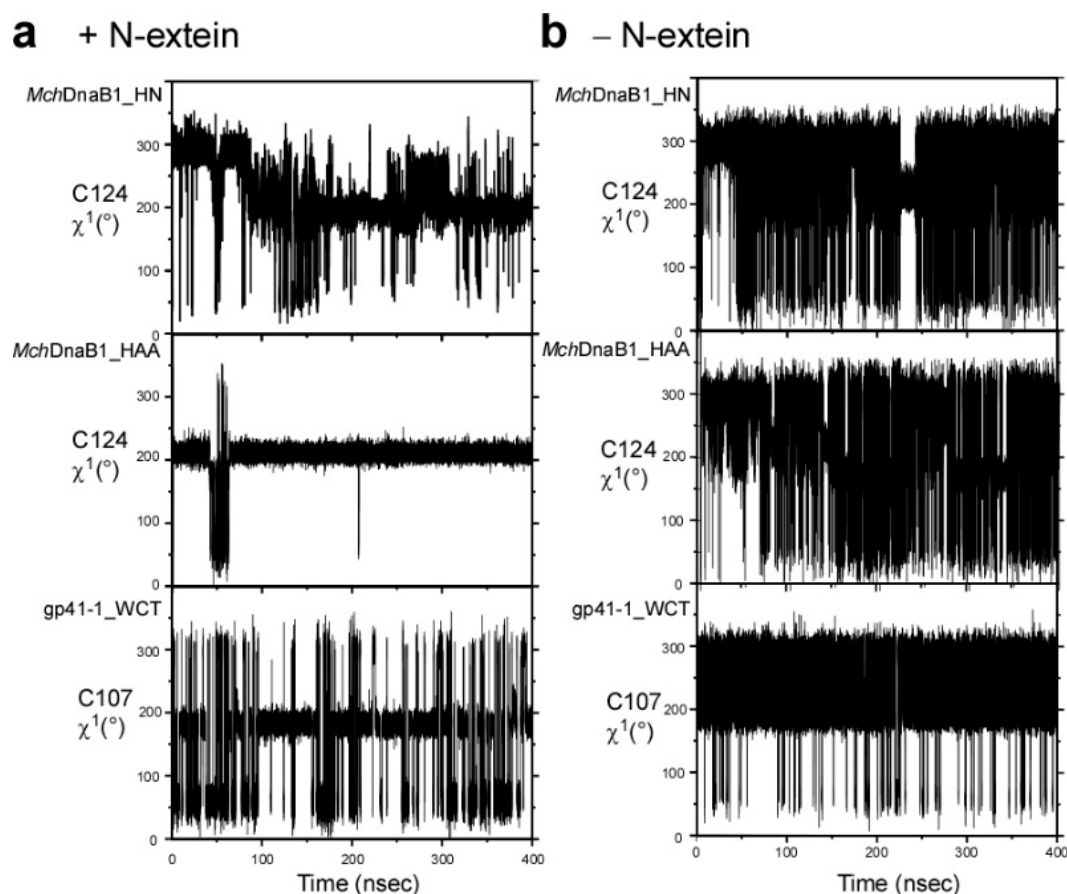 a + N-extein
MchDnaB1_HN
300
C124
200
χ¹(°)
100
0
MchDnaB1_HAA
300
C124
200
χ¹(°)
100
0
gp41-1_WCT
300
C107
200
χ¹(°)
100
0
0 100 200 300 400
Time (nsec)
b – N-extein
MchDnaB1_HN
300
C124
200
χ¹(°)
100
0
MchDnaB1_HAA
300
C124
200
χ¹(°)
100
0
gp41-1_WCT
300
C107
200
χ¹(°)
100
0
0 100 200 300 400
Time (nsec)